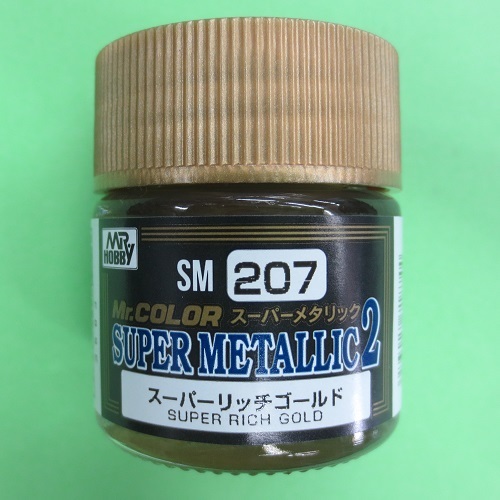 MR
HOBBY
SM 207
Mr.COLOR スーパーメタリック
SUPER METALLIC 2
スーパーリッチゴールド
SUPER RICH GOLD